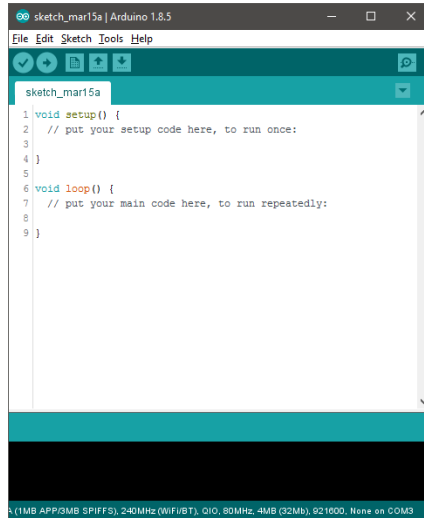 sketch_mar15a | Arduino 1.8.5
File Edit Sketch Tools Help
sketch_mar15a
1 void setup() {
2 // put your setup code here, to run once:
3
4 }
5
6 void loop() {
7 // put your main code here, to run repeatedly:
8
9 }
(1MB APP/3MB SPIFFS), 240MHz (WiFi/BT), QIO, 80MHz, 4MB (32Mb), 921600, None on COM3